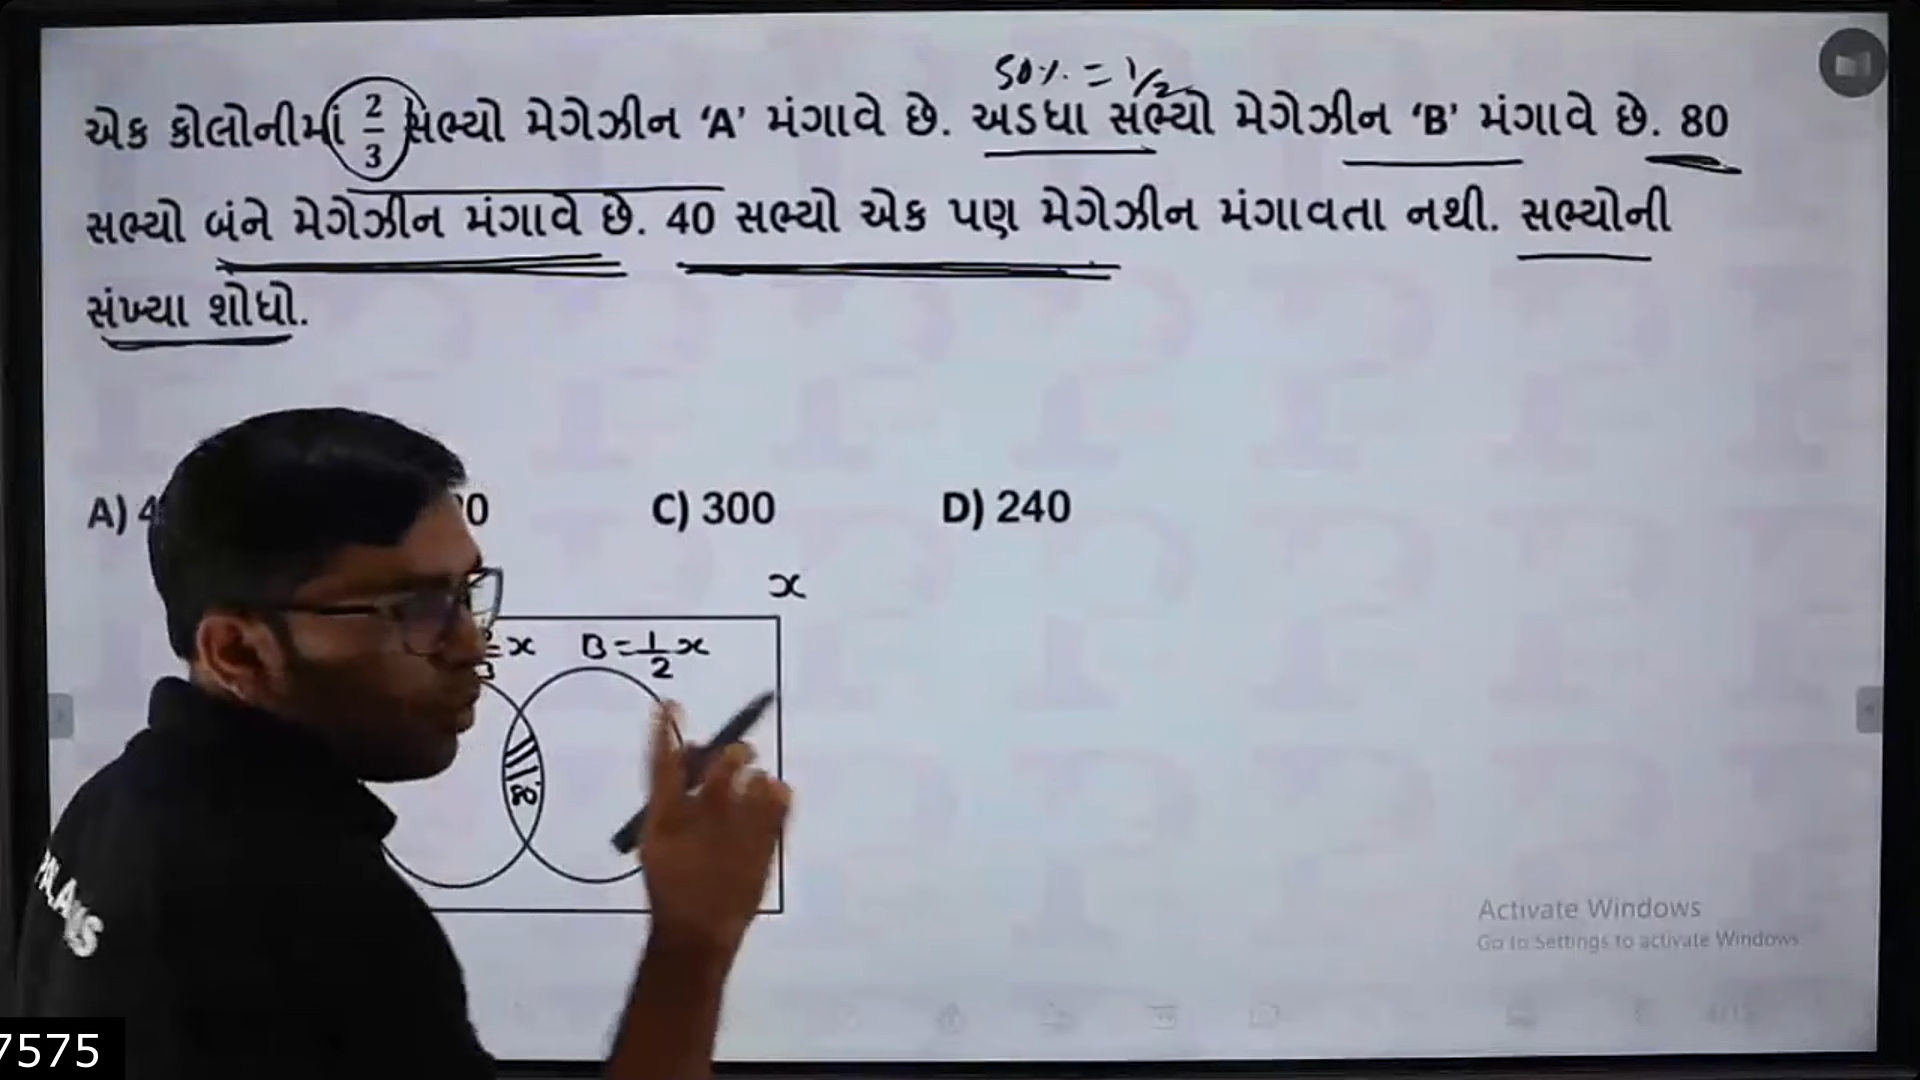 50% = 1/2
એક કોલોનીમાં 2/3 સભ્યો મેગેઝીન ‘A’ મંગાવે છે. અડધા સભ્યો મેગેઝીન ‘B’ મંગાવે છે. 80
સભ્યો બંને મેગેઝીન મંગાવે છે. 40 સભ્યો એક પણ મેગેઝીન મંગાવતા નથી. સભ્યોની
સંખ્યા શોધો.
A) C) 300 D) 240
x
x B = 1/2 x
80
Activate Windows
Go to Settings to activate Windows
7575